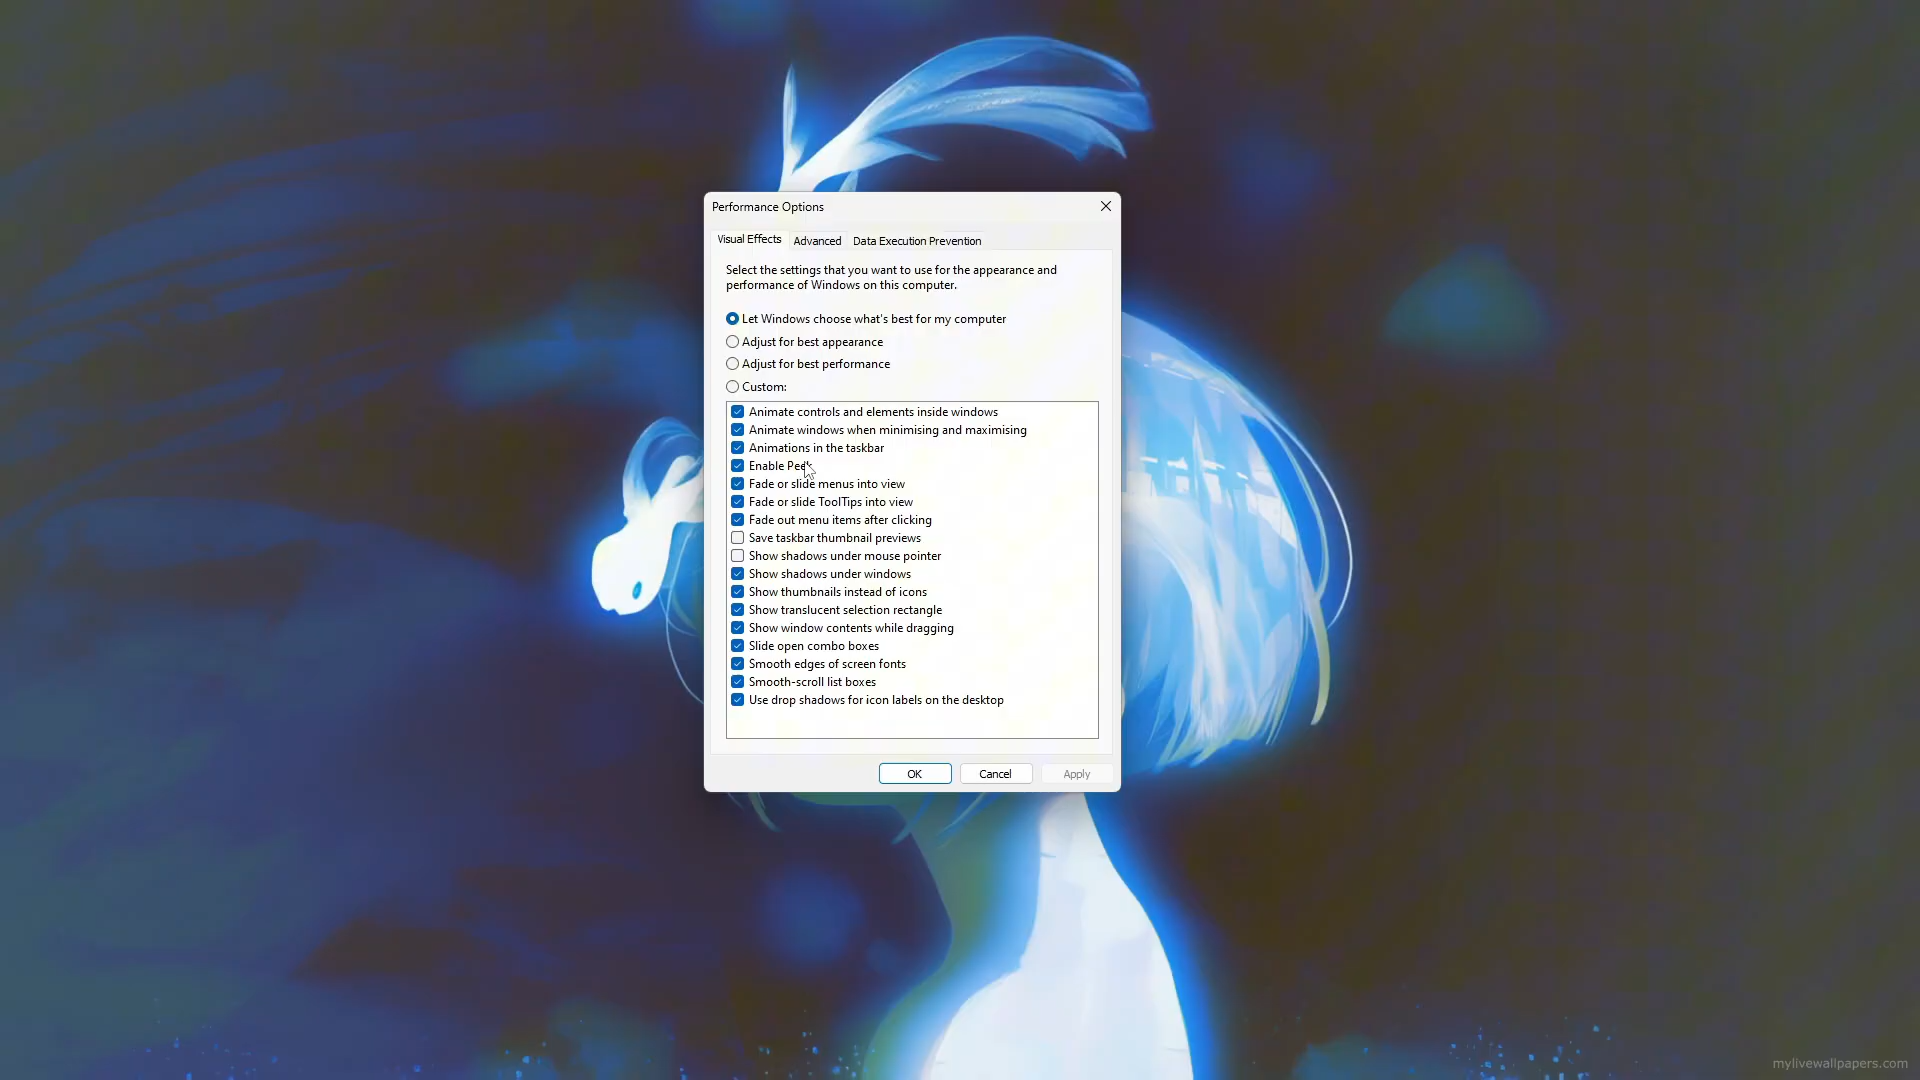 Performance Options
Visual Effects
Advanced
Data Execution Prevention
Select the settings that you want to use for the appearance and
performance of Windows on this computer.
Let Windows choose what's best for my computer
Adjust for best appearance
Adjust for best performance
Custom:
Animate controls and elements inside windows
Animate windows when minimising and maximising
Animations in the taskbar
Enable Peek
Fade or slide menus into view
Fade or slide ToolTips into view
Fade out menu items after clicking
Save taskbar thumbnail previews
Show shadows under mouse pointer
Show shadows under windows
Show thumbnails instead of icons
Show translucent selection rectangle
Show window contents while dragging
Slide open combo boxes
Smooth edges of screen fonts
Smooth-scroll list boxes
Use drop shadows for icon labels on the desktop
OK
Cancel
Apply
mylivewallpapers.com